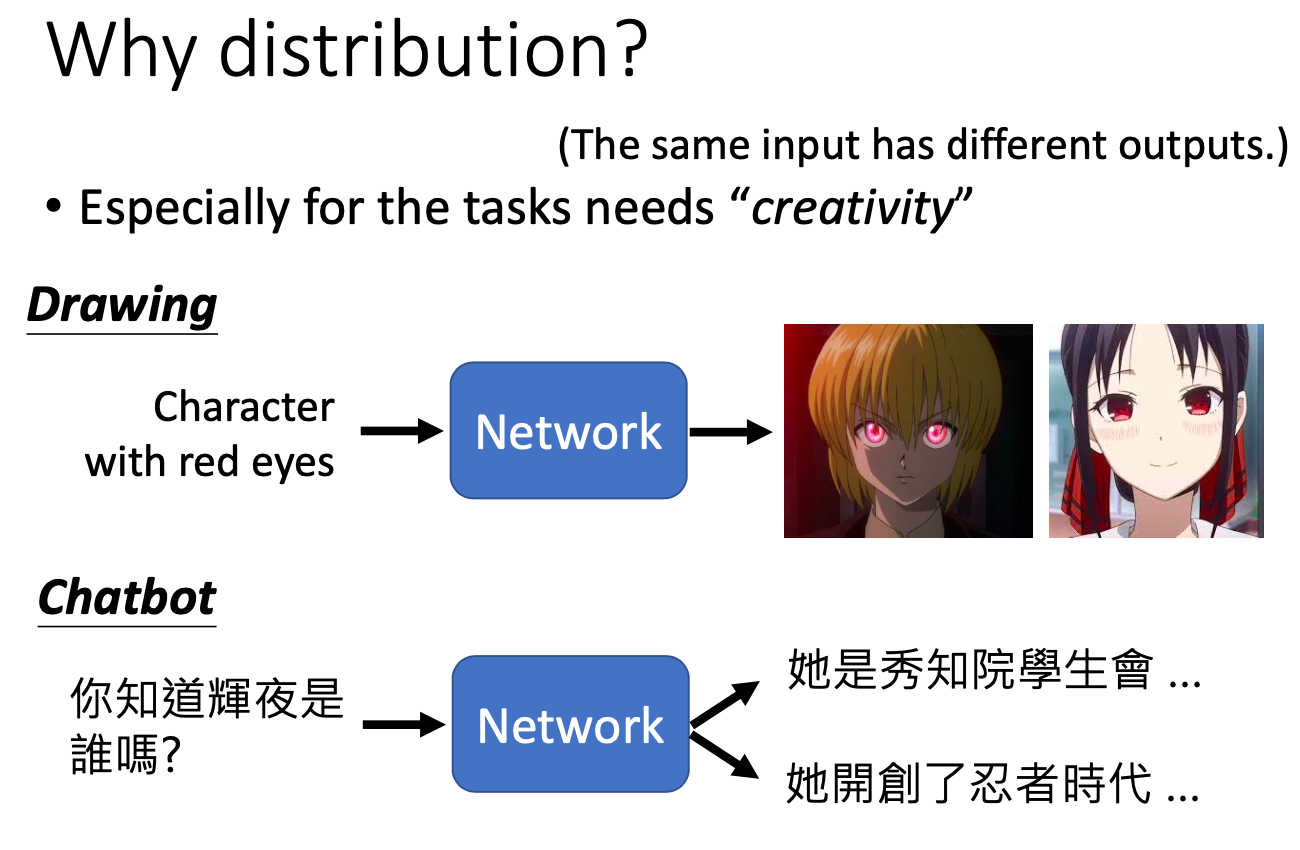 Why distribution?
(The same input has different outputs.)
• Especially for the tasks needs “creativity”
Drawing
Character
with red eyes
Network
Chatbot
你知道輝夜是
誰嗎?
Network
她是秀知院學生會 ...
她開創了忍者時代 ...